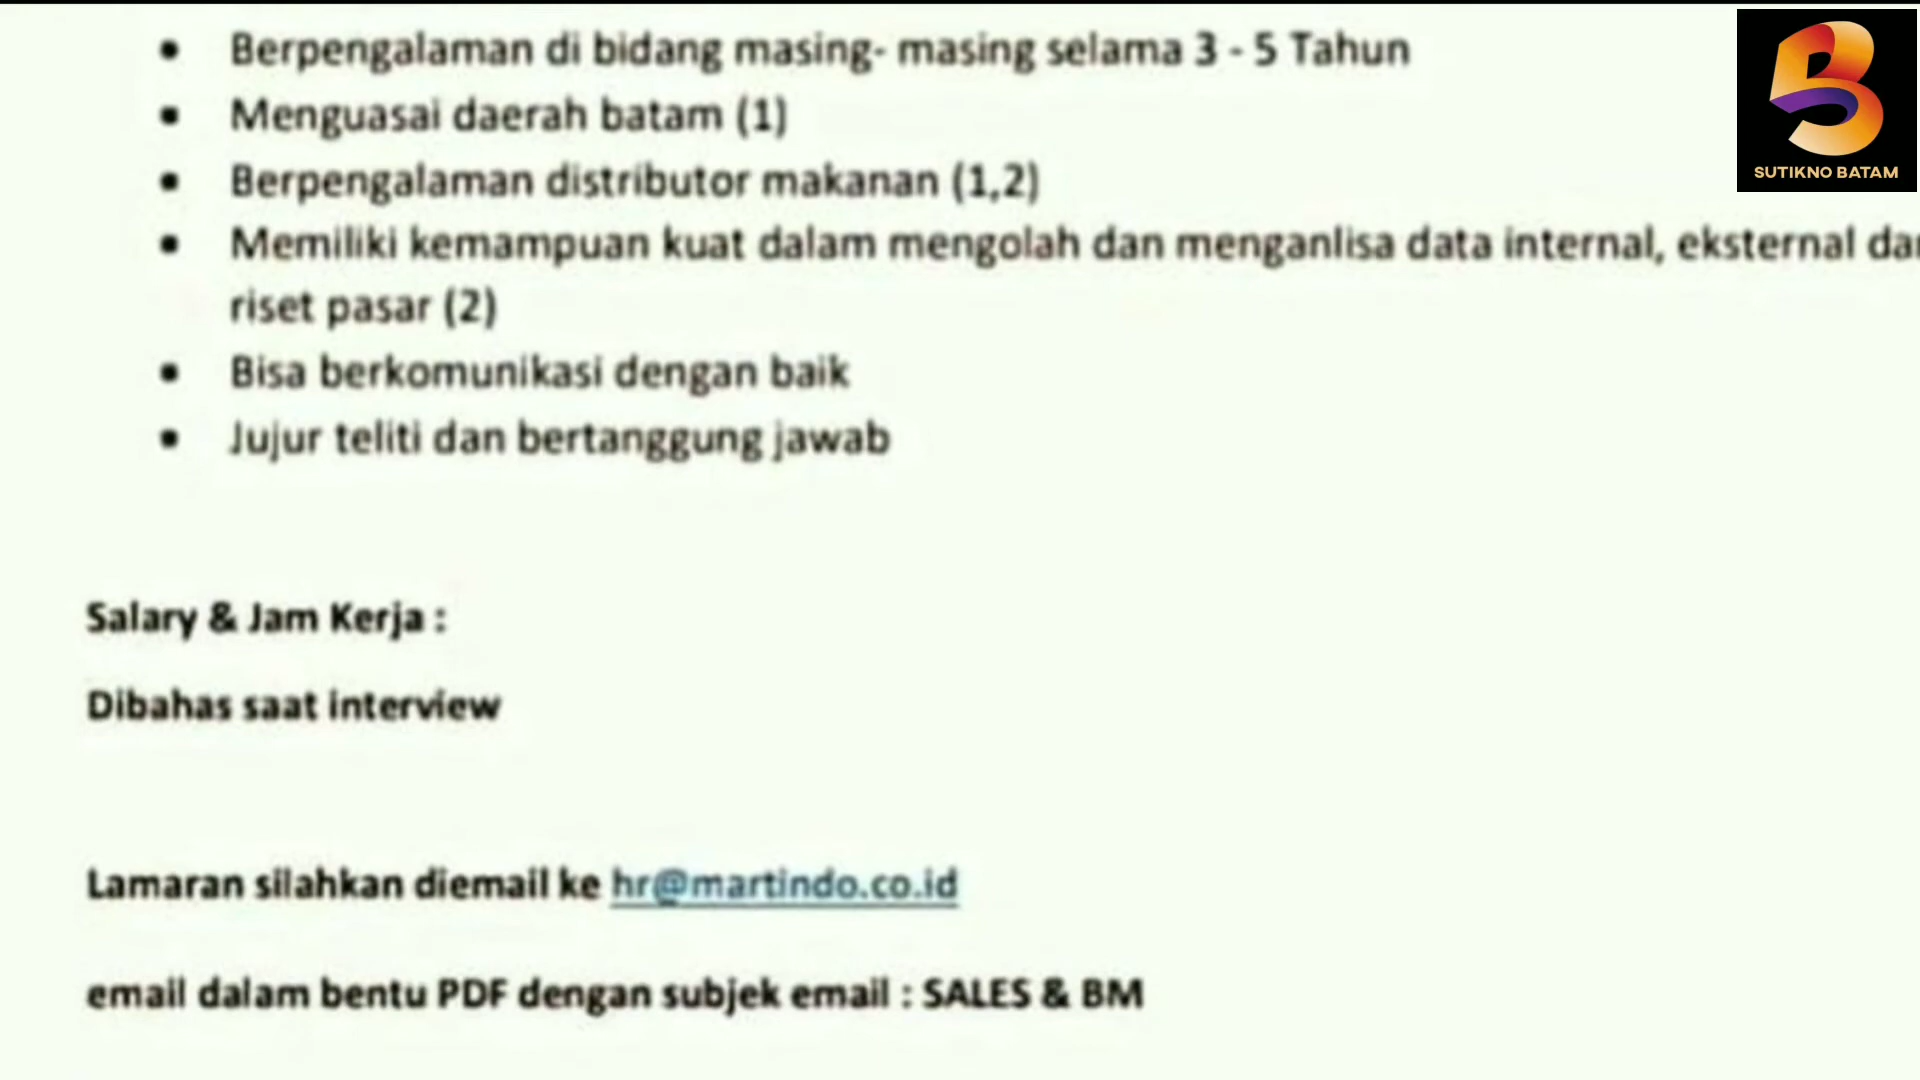 • Berpengalaman di bidang masing- masing selama 3 - 5 Tahun
• Menguasai daerah batam (1)
• Berpengalaman distributor makanan (1,2)
• Memiliki kemampuan kuat dalam mengolah dan menganlisa data internal, eksternal
riset pasar (2)
• Bisa berkomunikasi dengan baik
• Jujur teliti dan bertanggung jawab
Salary & Jam Kerja :
Dibahas saat interview
Lamaran silahkan diemail ke hr@martindo.co.id
email dalam bentu PDF dengan subjek email : SALES & BM
SUTIKNO BATAM